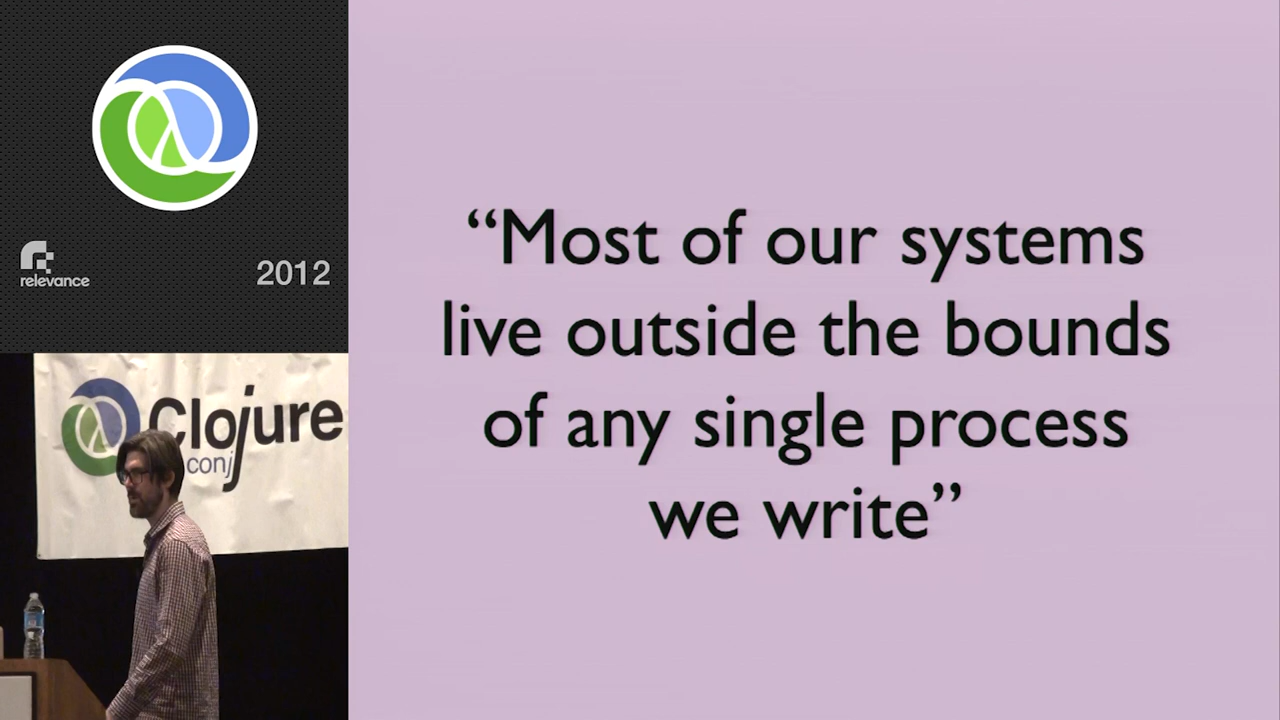 relevance
2012
Clojure
conj
“Most of our systems
live outside the bounds
of any single process
we write”